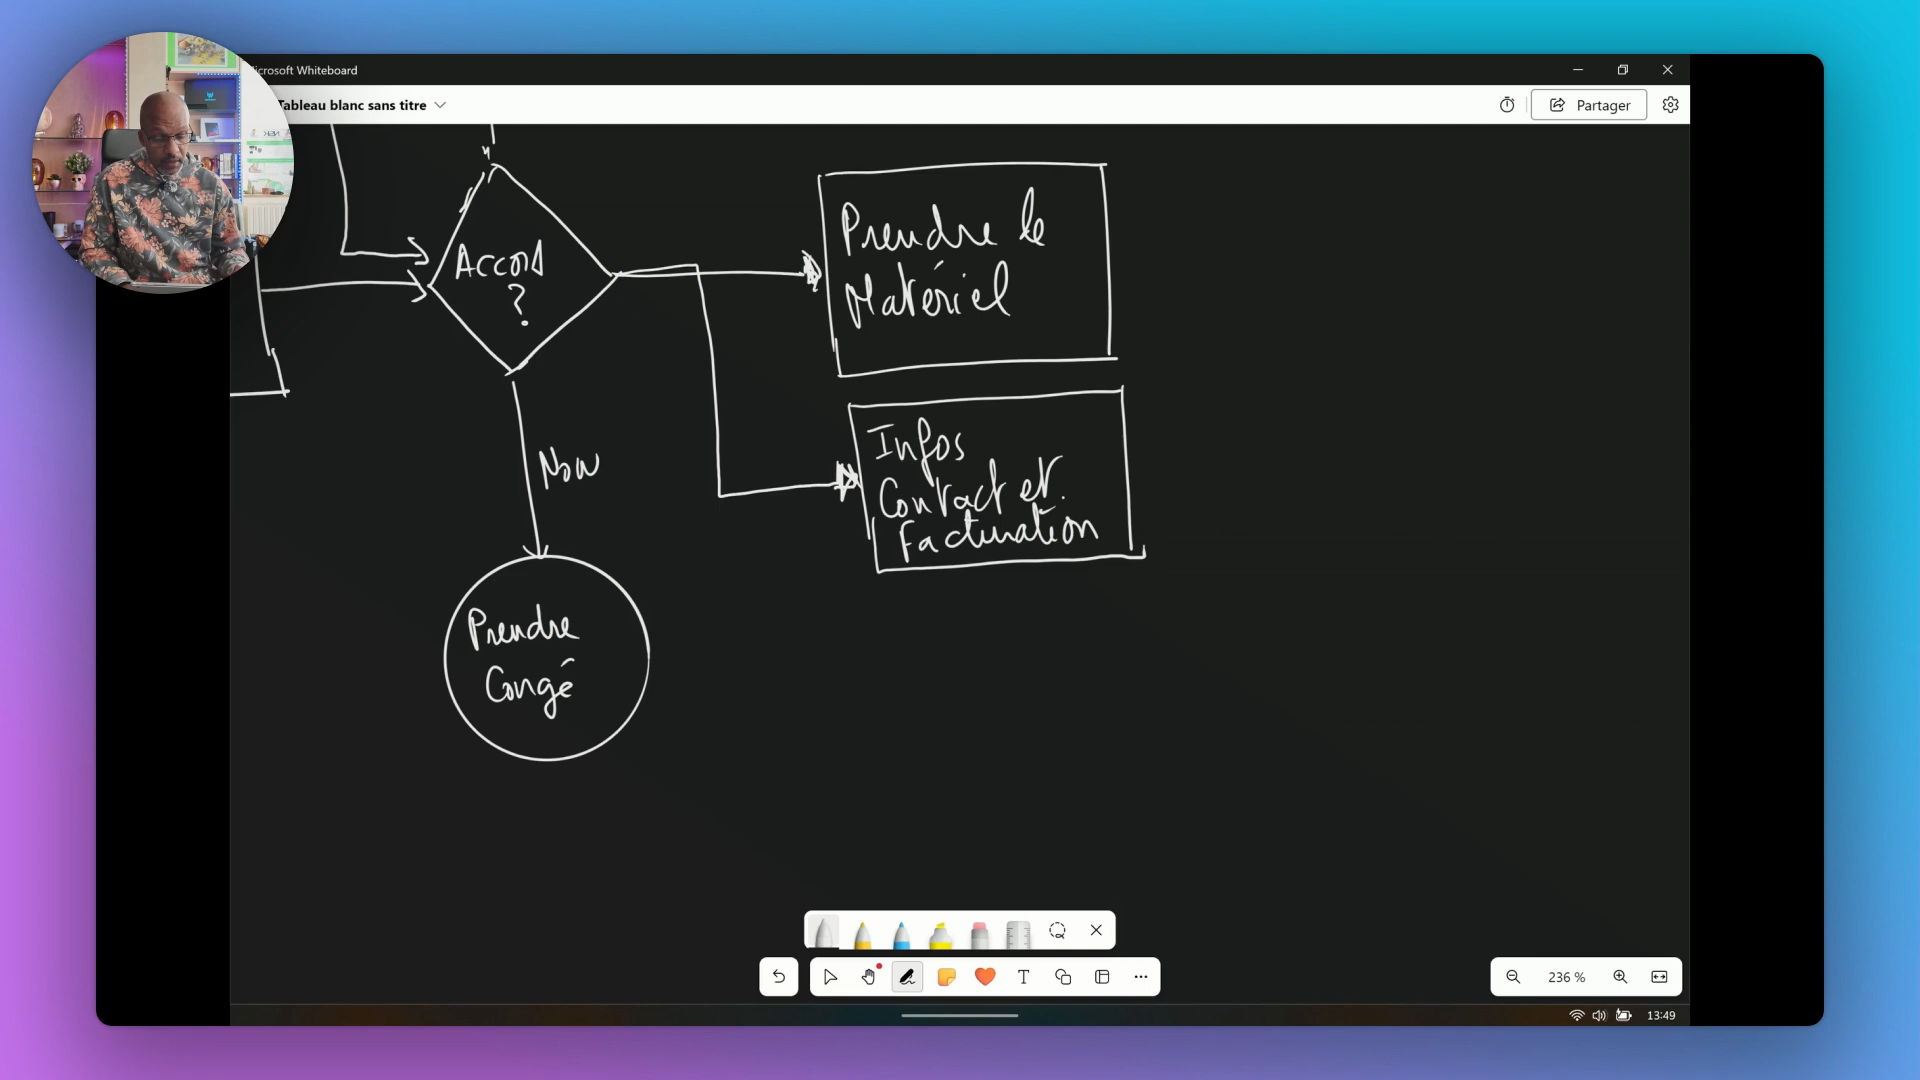 crosoft Whiteboard
Tableau blanc sans titre
Partager
Accord
?
Prendre le
Matériel
Infos
Contact et
Facturation
Non
Prendre
Congé
236 %
13:49